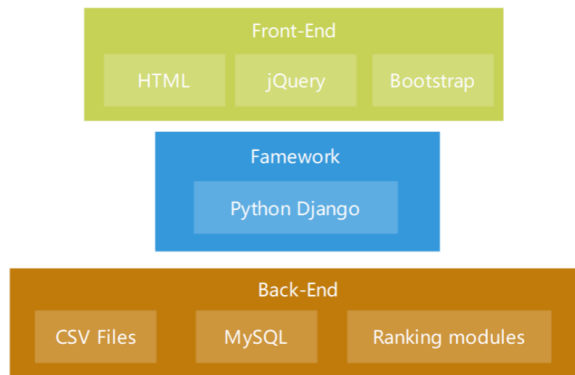 Front-End
HTML jQuery Bootstrap
Famework
Python Django
Back-End
CSV Files MySQL Ranking modules